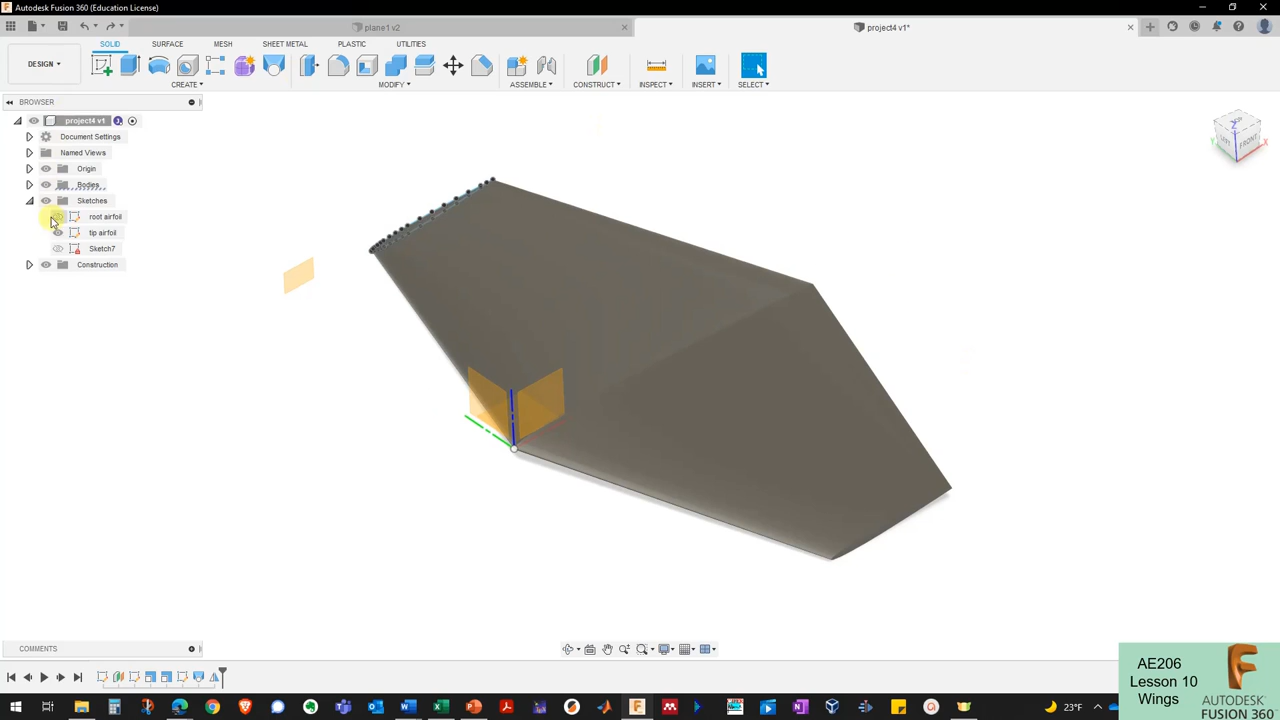 Autodesk Fusion 360 (Education License)
plane1 v2
project4 v1*
DESIGN
SOLID
SURFACE
MESH
SHEET METAL
PLASTIC
UTILITIES
CREATE
MODIFY
ASSEMBLE
CONSTRUCT
INSPECT
INSERT
SELECT
BROWSER
project4 v1
Document Settings
Named Views
Origin
Bodies
Sketches
root airfoil
tip airfoil
Sketch7
Construction
Z
X
Y
LEFT
FRONT
COMMENTS
23°F
AE206
Lesson 10
Wings
AUTODESK
FUSION 360